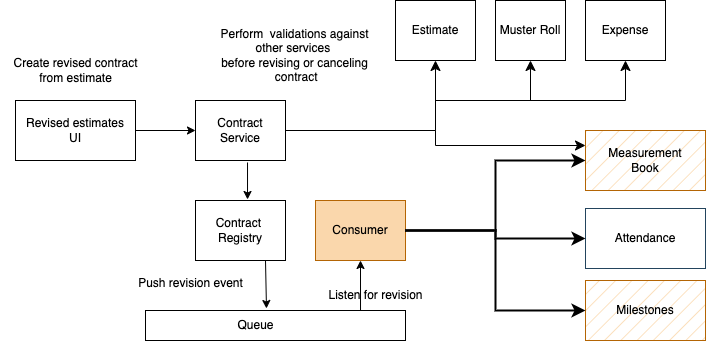 Perform  validations against
other services
before revising or canceling
contract
Estimate
Muster Roll
Expense
Create revised contract
from estimate
Revised estimates
UI
Contract
Service
Measurement
Book
Contract
Registry
Consumer
Attendance
Push revision event
Listen for revision
Queue
Milestones